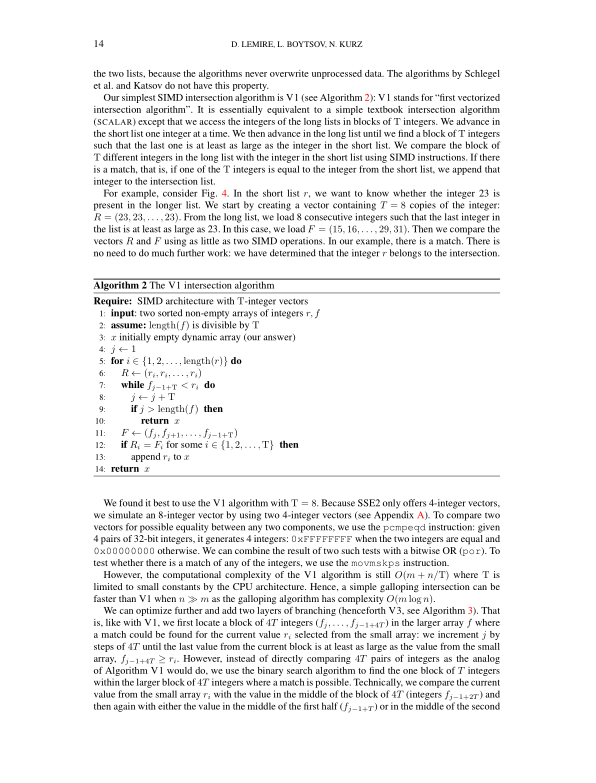 14
D. LEMIRE, L. BOYTSOV, N. KURZ
the two lists, because the algorithms never overwrite unprocessed data. The algorithms by Schlegel
et al. and Katsov do not have this property.
Our simplest SIMD intersection algorithm is V1 (see Algorithm 2): V1 stands for “first vectorized
intersection algorithm”. It is essentially equivalent to a simple textbook intersection algorithm
(SCALAR) except that we access the integers of the long lists in blocks of T integers. We advance in
the short list one integer at a time. We then advance in the long list until we find a block of T integers
such that the last one is at least as large as the integer in the short list. We compare the block of
T different integers in the long list with the integer in the short list using SIMD instructions. If there
is a match, that is, if one of the T integers is equal to the integer from the short list, we append that
integer to the intersection list.
For example, consider Fig. 4. In the short list r, we want to know whether the integer 23 is
present in the longer list. We start by creating a vector containing T = 8 copies of the integer:
R = (23, 23, . . . , 23). From the long list, we load 8 consecutive integers such that the last integer in
the list is at least as large as 23. In this case, we load F = (15, 16, . . . , 29, 31). Then we compare the
vectors R and F using as little as two SIMD operations. In our example, there is a match. There is
no need to do much further work: we have determined that the integer r belongs to the intersection.
Algorithm 2 The V1 intersection algorithm
Require: SIMD architecture with T-integer vectors
1: input: two sorted non-empty arrays of integers r, f
2: assume: length(f) is divisible by T
3: x initially empty dynamic array (our answer)
4: j ← 1
5: for i ∈ {1, 2, . . . , length(r)} do
6: R ← (rᵢ, rᵢ, . . . , rᵢ)
7: while f_{j−1+T} < rᵢ do
8: j ← j + T
9: if j > length(f) then
10: return x
11: F ← (f_j, f_{j+1}, . . . , f_{j−1+T})
12: if Rᵢ = Fᵢ for some i ∈ {1, 2, . . . , T} then
13: append rᵢ to x
14: return x
We found it best to use the V1 algorithm with T = 8. Because SSE2 only offers 4-integer vectors,
we simulate an 8-integer vector by using two 4-integer vectors (see Appendix A). To compare two
vectors for possible equality between any two components, we use the pcmpeqd instruction: given
4 pairs of 32-bit integers, it generates 4 integers: 0xFFFFFFFF when the two integers are equal and
0x00000000 otherwise. We can combine the result of two such tests with a bitwise OR (por). To
test whether there is a match of any of the integers, we use the movmskps instruction.
However, the computational complexity of the V1 algorithm is still O(m + n/T) where T is
limited to small constants by the CPU architecture. Hence, a simple galloping intersection can be
faster than V1 when n ≫ m as the galloping algorithm has complexity O(m log n).
We can optimize further and add two layers of branching (henceforth V3, see Algorithm 3). That
is, like with V1, we first locate a block of 4T integers (f_j, . . . , f_{j−1+4T}) in the larger array f where
a match could be found for the current value rᵢ selected from the small array: we increment j by
steps of 4T until the last value from the current block is at least as large as the value from the small
array, f_{j−1+4T} ≥ rᵢ. However, instead of directly comparing 4T pairs of integers as the analog
of Algorithm V1 would do, we use the binary search algorithm to find the one block of T integers
within the larger block of 4T integers where a match is possible. Technically, we compare the current
value from the small array rᵢ with the value in the middle of the block of 4T (integers f_{j−1+2T}) and
then again with either the value in the middle of the first half (f_{j−1+T}) or in the middle of the second